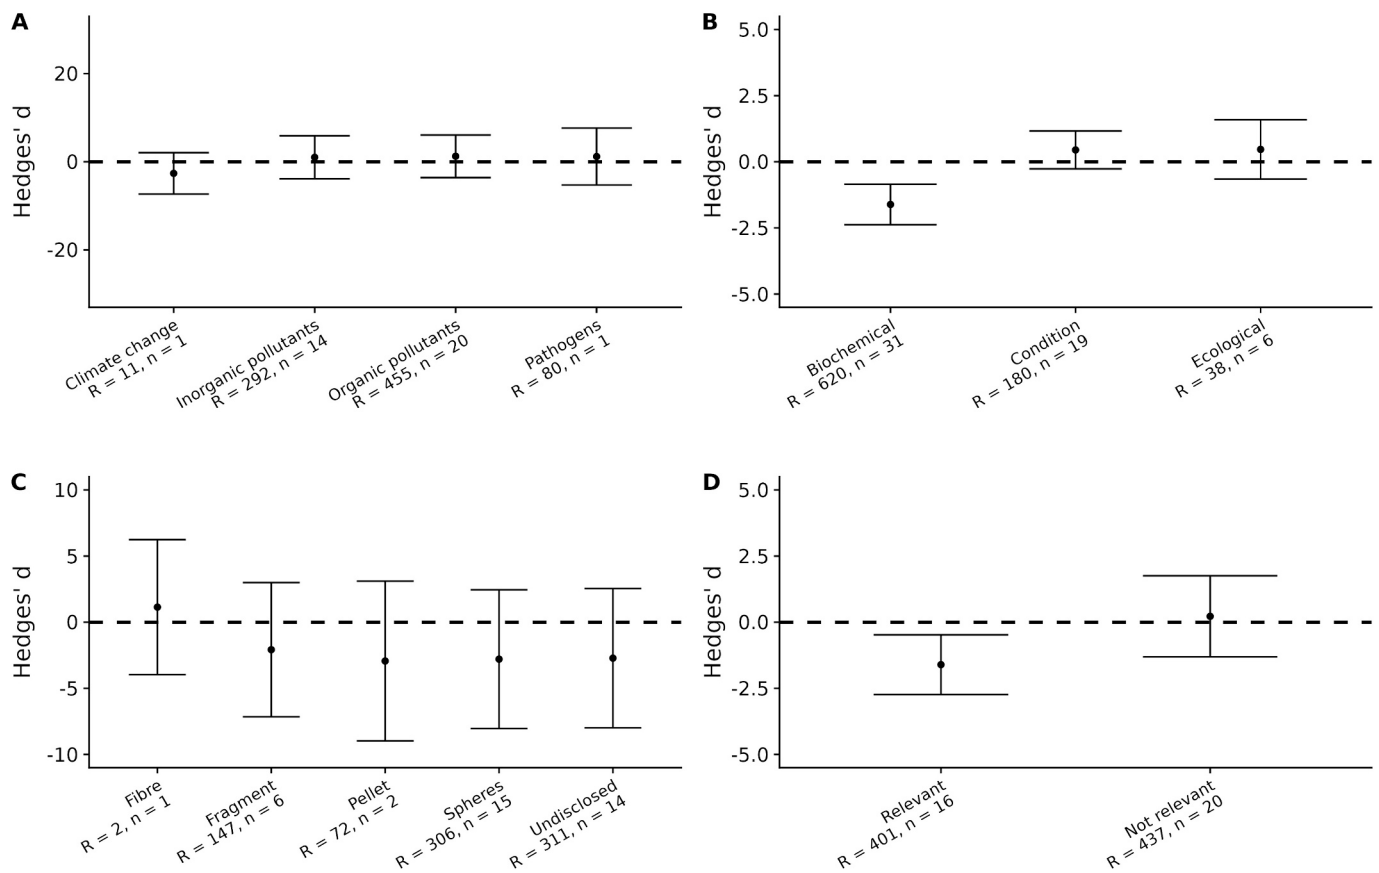 A
Hedges' d
20
0
-20
Climate change
R = 11, n = 1
Inorganic pollutants
R = 292, n = 14
Organic pollutants
R = 455, n = 20
Pathogens
R = 80, n = 1
B
Hedges' d
5.0
2.5
0.0
-2.5
-5.0
Biochemical
R = 620, n = 31
Condition
R = 180, n = 19
Ecological
R = 38, n = 6
C
Hedges' d
10
5
0
-5
-10
Fibre
R = 2, n = 1
Fragment
R = 147, n = 6
Pellet
R = 72, n = 2
Spheres
R = 306, n = 15
Undisclosed
R = 311, n = 14
D
Hedges' d
5.0
2.5
0.0
-2.5
-5.0
Relevant
R = 401, n = 16
Not relevant
R = 437, n = 20